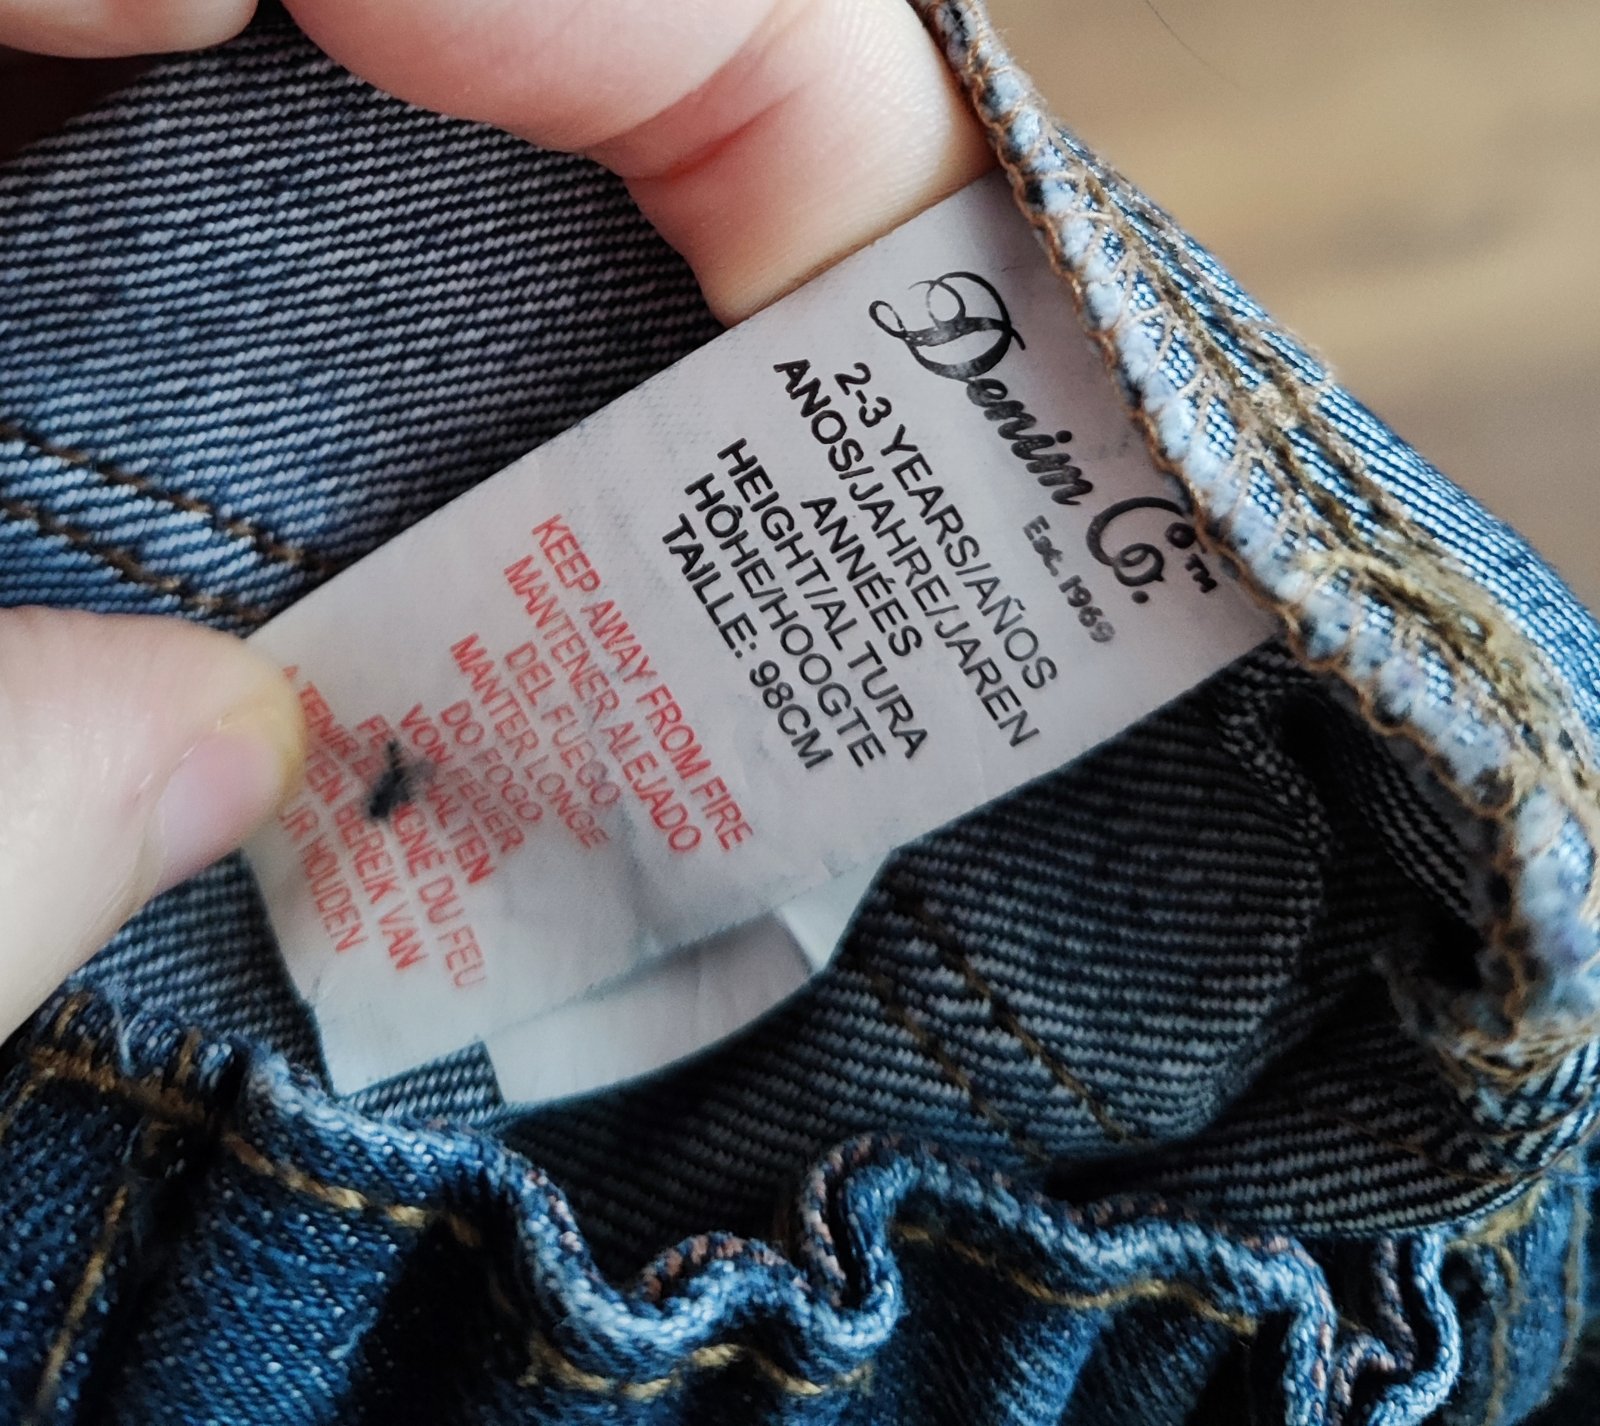 Denim Co.™
Est. 1969
2-3 YEARS/AÑOS
ANOS/JAHRE/JAREN
ANNÉES
HEIGHT/ALTURA
HÖHE/HOOGTE
TAILLE: 98CM
KEEP AWAY FROM FIRE
MANTENER ALEJADO
DEL FUEGO
MANTER LONGE
DO FOGO
VON FEUER
FERNHALTEN
A TENIR ÉLOIGNÉ DU FEU
BEREIK VAN
HOUDEN